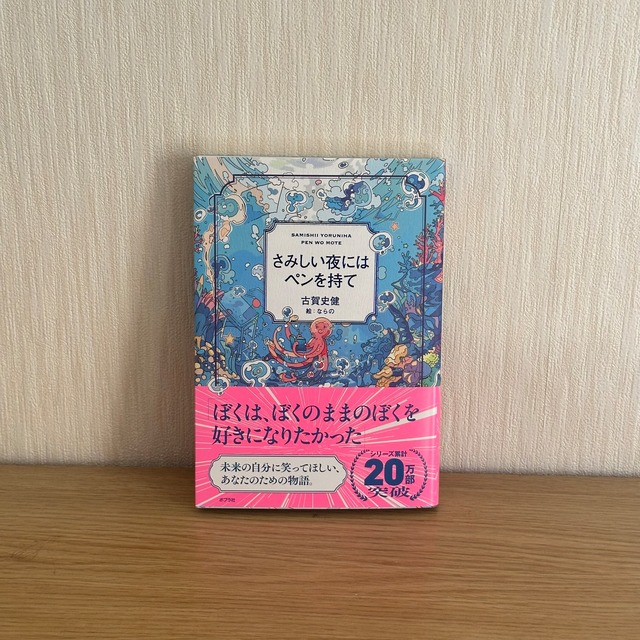 SAMISHII YORUNIHA
PEN WO MOTE
さみしい夜には
ペンを持て
古賀史健
絵：ならの
「ぼくは、ぼくのままのぼくを
好きになりたかった
未来の自分に笑ってほしい、
あなたのための物語。
シリーズ累計
20万部
突破
ポプラ社